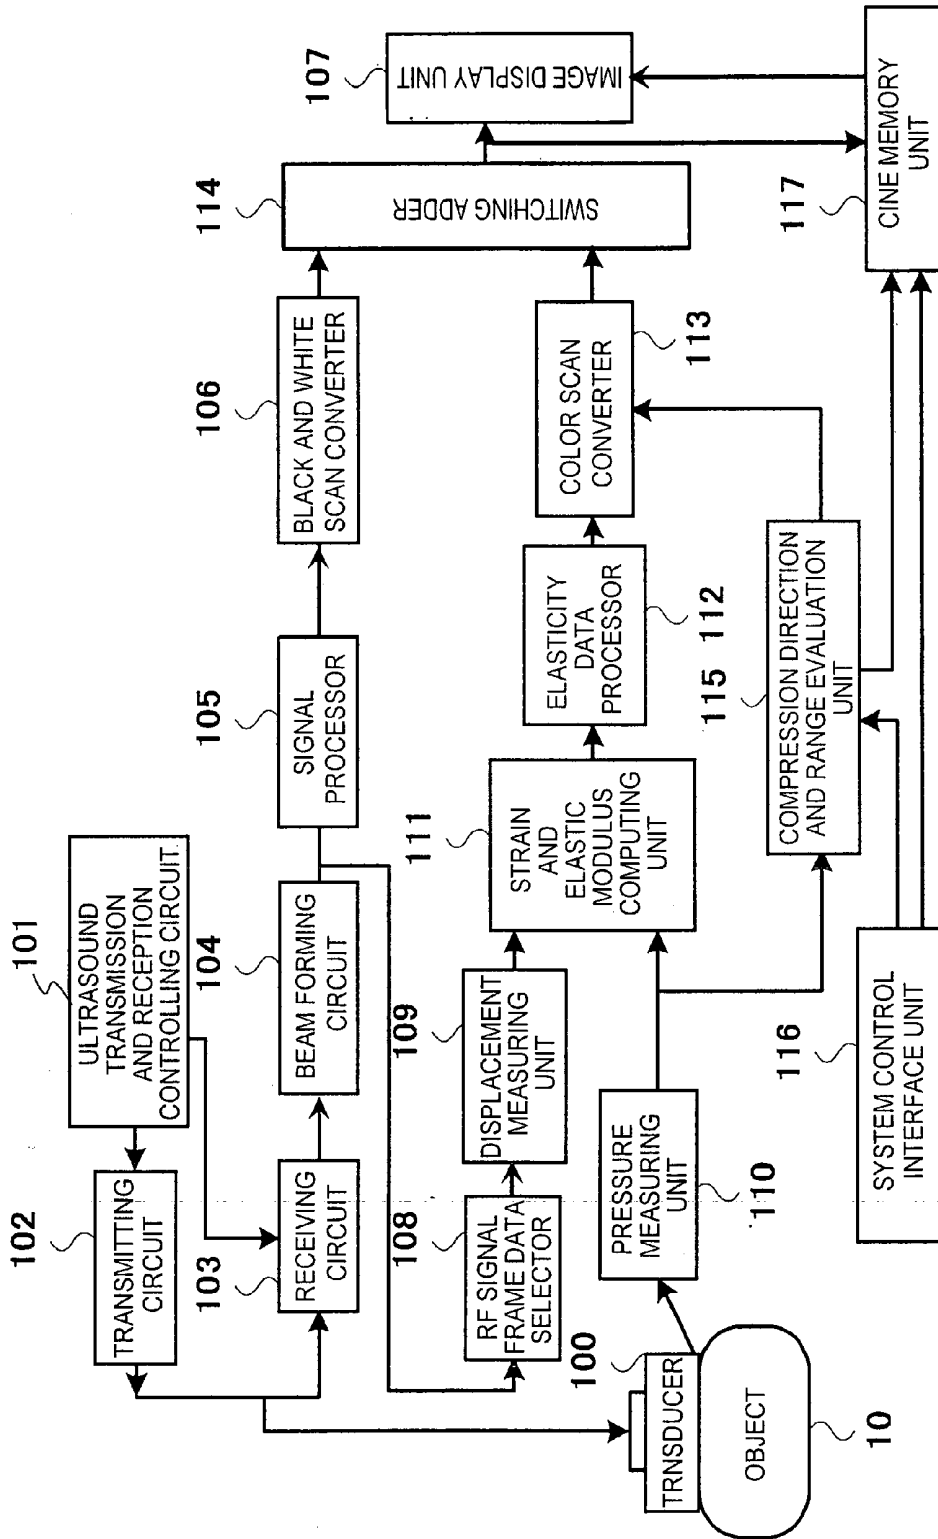 101
ULTRASOUND
TRANSMISSION
AND RECEPTION
CONTROLLING CIRCUIT
102
TRANSMITTING
CIRCUIT
103
RECEIVING
CIRCUIT
104
BEAM FORMING
CIRCUIT
105
SIGNAL
PROCESSOR
106
BLACK AND WHITE
SCAN CONVERTER
114
SWITCHING ADDER
107
IMAGE DISPLAY UNIT
108
RF SIGNAL
FRAME DATA
SELECTOR
109
DISPLACEMENT
MEASURING
UNIT
111
STRAIN
AND
ELASTIC
MODULUS
COMPUTING
UNIT
ELASTICITY
DATA
PROCESSOR
112
COLOR SCAN
CONVERTER
113
100
TRNSDUCER
OBJECT
10
PRESSURE
MEASURING
UNIT
110
115
COMPRESSION DIRECTION
AND RANGE EVALUATION
UNIT
116
SYSTEM CONTROL
INTERFACE UNIT
117
CINE MEMORY
UNIT